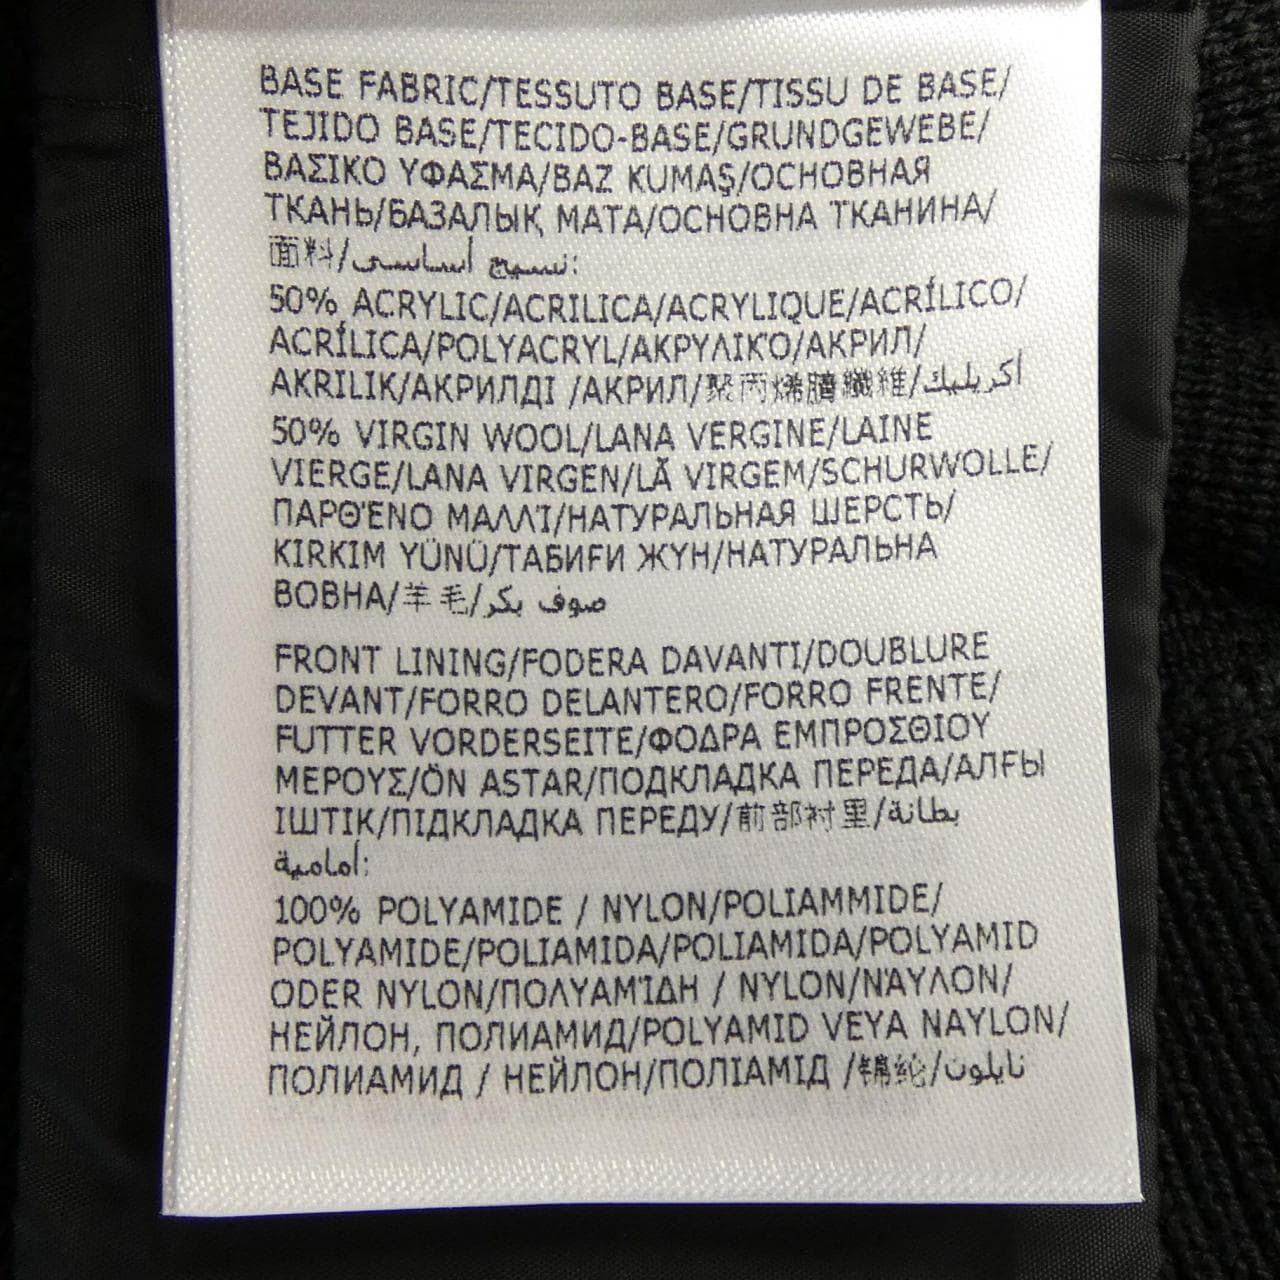 BASE FABRIC/TESSUTO BASE/TISSU DE BASE/
TEJIDO BASE/TECIDO-BASE/GRUNDGEWEBE/
ΒΑΣΙΚΟ ΥΦΑΣΜΑ/BAZ KUMAŞ/ОСНОВНАЯ
ТКАНЬ/БАЗАЛЫҚ МАТА/ОСНОВНА ТКАНИНА/
面料/نسيج أساسي:
50% ACRYLIC/ACRILICA/ACRYLIQUE/ACRÍLICO/
ACRÍLICA/POLYACRYL/ΑΚΡΥΛΙΚΌ/АКРИЛ/
AKRILIK/АКРИЛДІ /АКРИЛ/聚丙烯腈纖維/أكريليك
50% VIRGIN WOOL/LANA VERGINE/LAINE
VIERGE/LANA VIRGEN/LÃ VIRGEM/SCHURWOLLE/
ΠΑΡΘΈΝΟ ΜΑΛΛΊ/НАТУРАЛЬНАЯ ШЕРСТЬ/
KIRKIM YÜNÜ/ТАБИҒИ ЖҮН/НАТУРАЛЬНА
ВОВНА/羊毛/صوف بكر
FRONT LINING/FODERA DAVANTI/DOUBLURE
DEVANT/FORRO DELANTERO/FORRO FRENTE/
FUTTER VORDERSEITE/ΦΟΔΡΑ ΕΜΠΡΟΣΘΙΟΥ
ΜΕΡΟΥΣ/ÖN ASTAR/ПОДКЛАДКА ПЕРЕДА/АЛҒЫ
ІШТІК/ПІДКЛАДКА ПЕРЕДУ/前部衬里/بطانة
أمامية:
100% POLYAMIDE / NYLON/POLIAMMIDE/
POLYAMIDE/POLIAMIDA/POLIAMIDA/POLYAMID
ODER NYLON/ΠΟΛΥΑΜΊΔΗ / NYLON/ΝΆΥΛΟΝ/
НЕЙЛОН, ПОЛИАМИД/POLYAMID VEYA NAYLON/
ПОЛИАМИД / НЕЙЛОН/ПОЛІАМІД /锦纶/نايلون